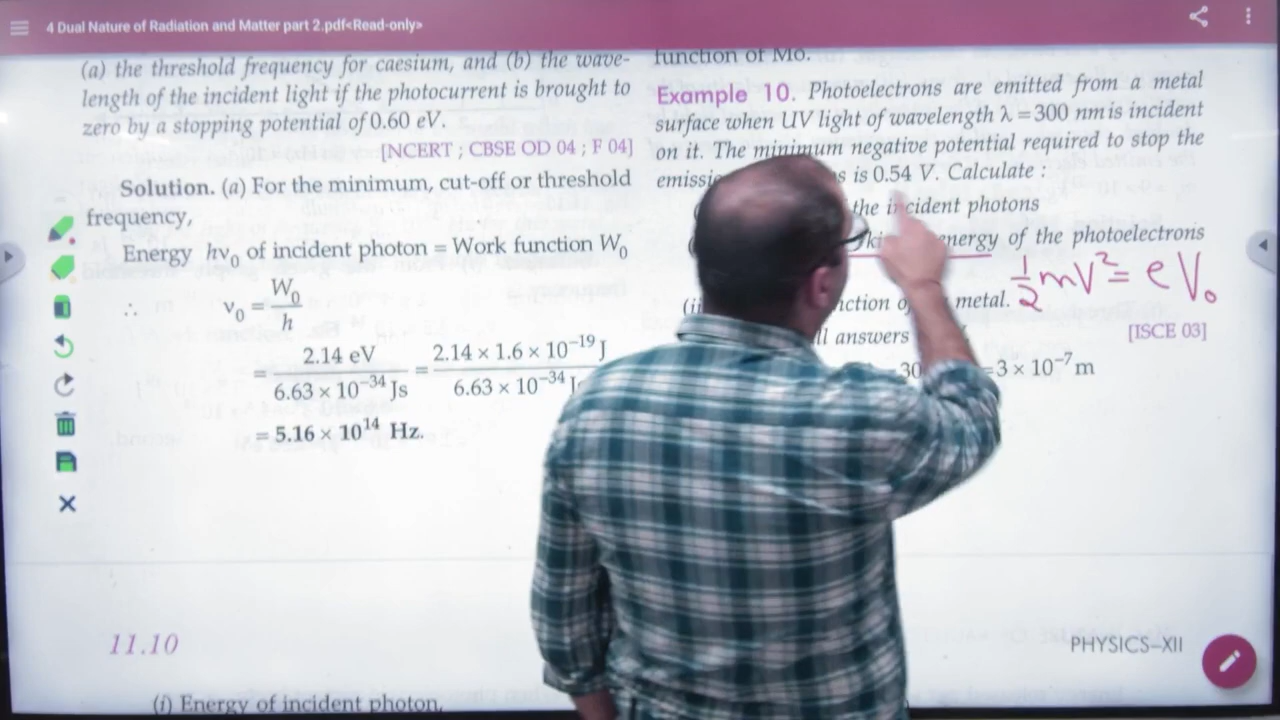 4 Dual Nature of Radiation and Matter part 2.pdf<Read-only>
(a) the threshold frequency for caesium, and (b) the wave-
length of the incident light if the photocurrent is brought to
zero by a stopping potential of 0.60 eV.
[NCERT ; CBSE OD 04 ; F 04]
Solution. (a) For the minimum, cut-off or threshold
frequency,
Energy hν₀ of incident photon = Work function W₀
∴ ν₀ = W₀ / h
= 2.14 eV / 6.63 × 10⁻³⁴ Js = 2.14 × 1.6 × 10⁻¹⁹ J / 6.63 × 10⁻³⁴
= 5.16 × 10¹⁴ Hz.
11.10
(i) Energy of incident photon,
function of Mo.
Example 10. Photoelectrons are emitted from a metal
surface when UV light of wavelength λ = 300 nm is incident
on it. The minimum negative potential required to stop the
is 0.54 V. Calculate :
the incident photons
energy of the photoelectrons
½ mV² = eV₀
metal.
answers
[ISCE 03]
= 3 × 10⁻⁷ m
PHYSICS–XII